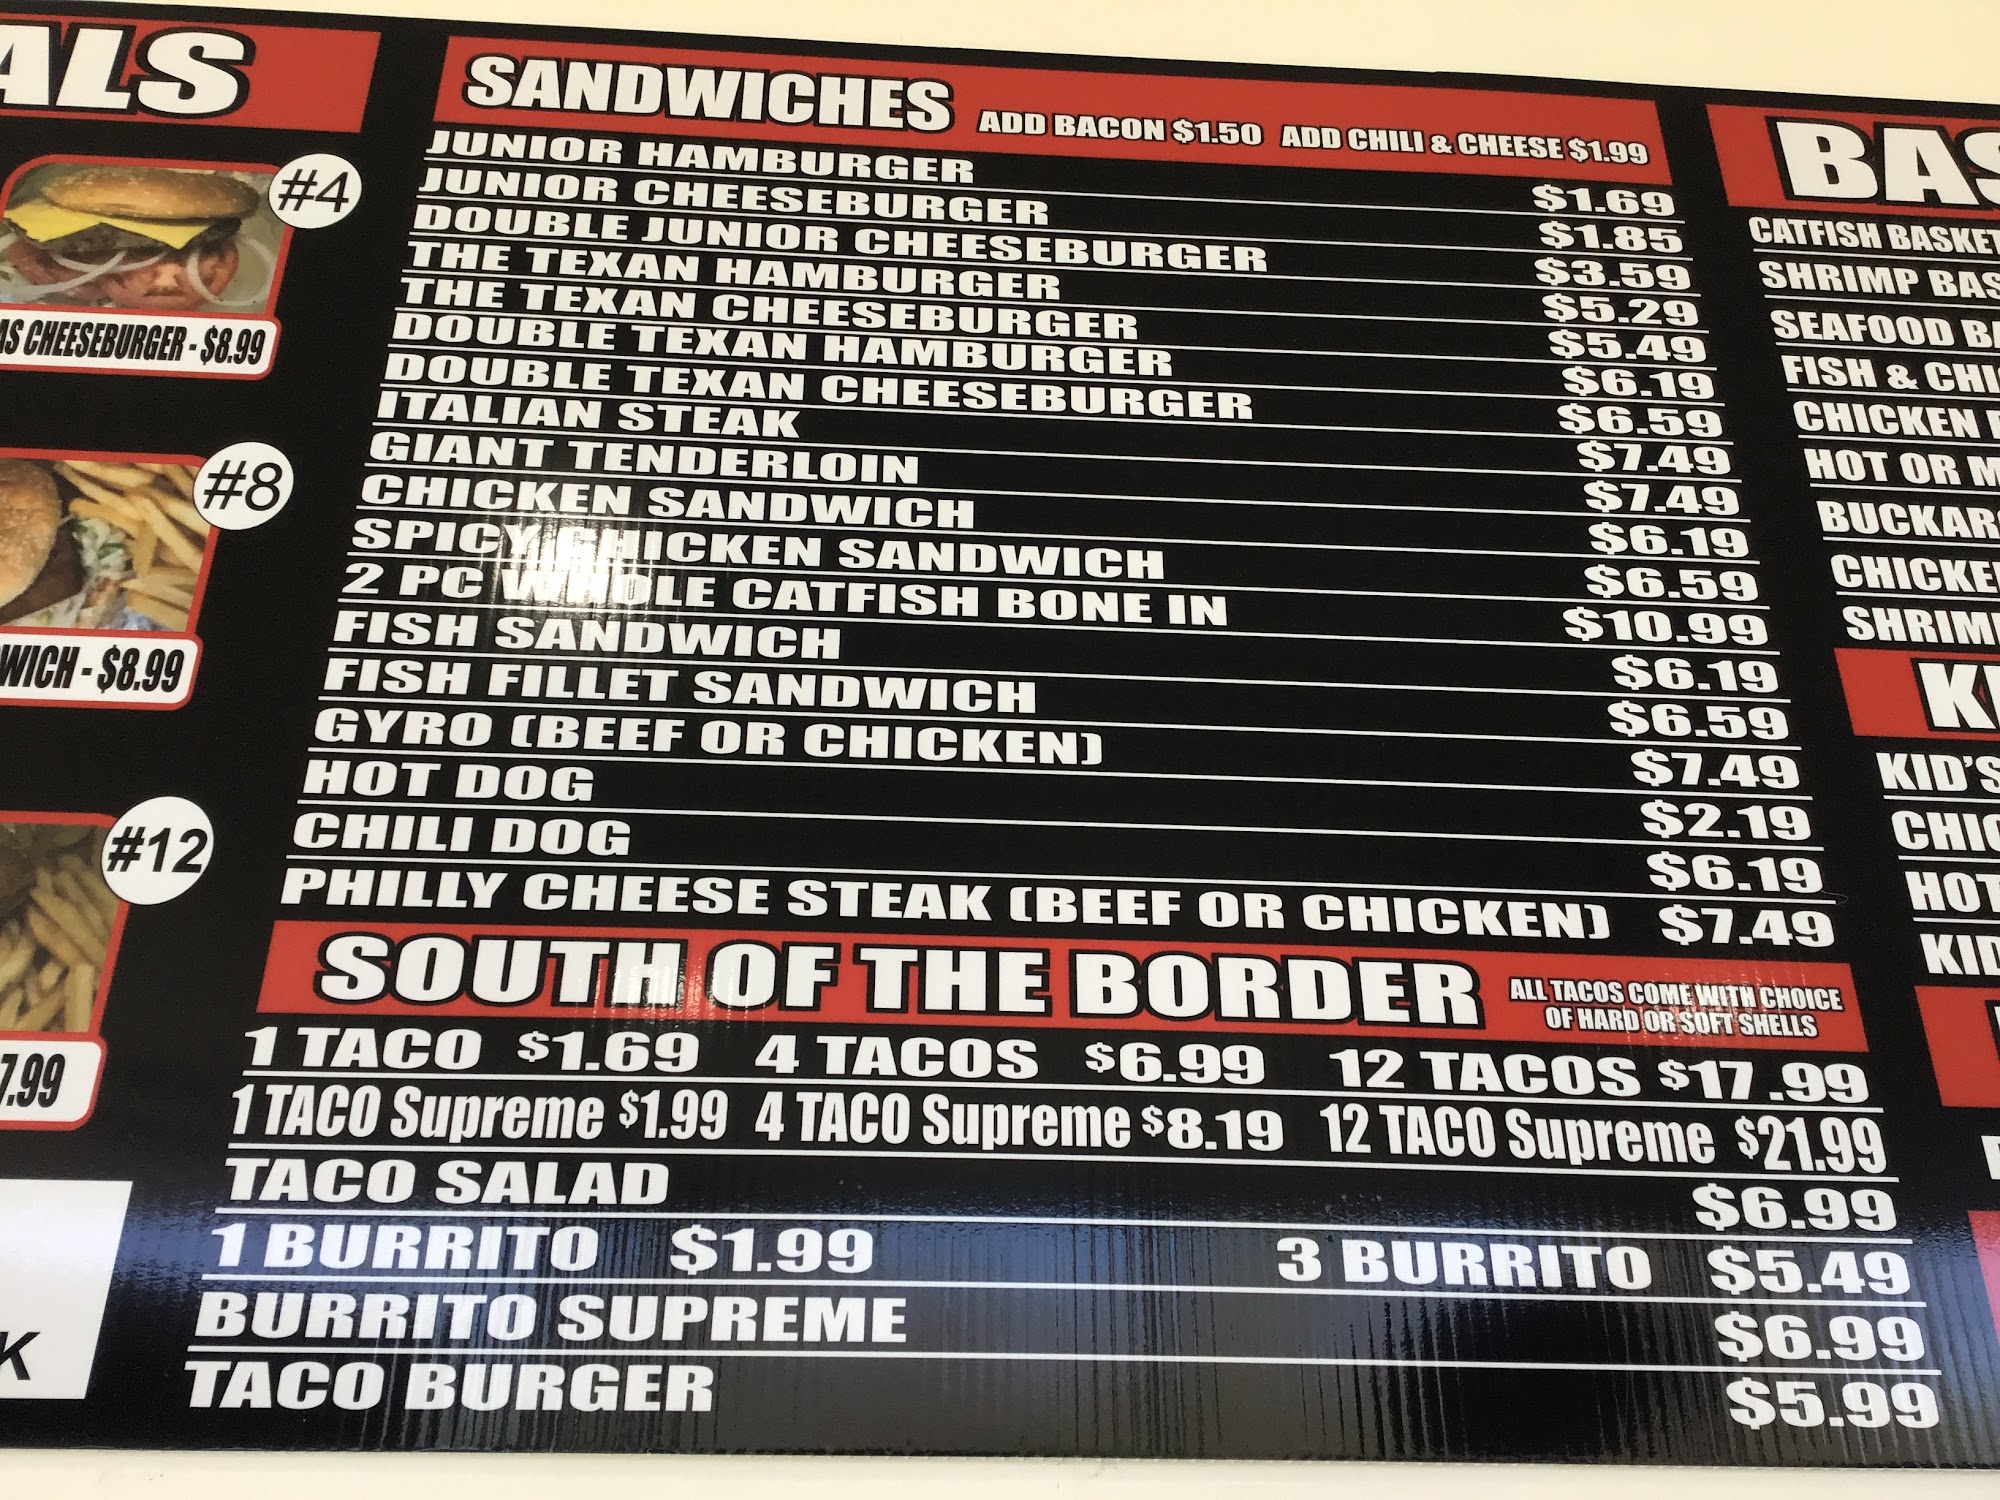 ALS
#4
AS CHEESEBURGER - $8.99
#8
WICH - $8.99
#12
7.99
K
SANDWICHES ADD BACON $1.50 ADD CHILI & CHEESE $1.99
JUNIOR HAMBURGER $1.69
JUNIOR CHEESEBURGER $1.85
DOUBLE JUNIOR CHEESEBURGER $3.59
THE TEXAN HAMBURGER $5.29
THE TEXAN CHEESEBURGER $5.49
DOUBLE TEXAN HAMBURGER $6.19
DOUBLE TEXAN CHEESEBURGER $6.59
ITALIAN STEAK $7.49
GIANT TENDERLOIN $7.49
CHICKEN SANDWICH $6.19
SPICY CHICKEN SANDWICH $6.59
2 PC WHOLE CATFISH BONE IN $10.99
FISH SANDWICH $6.19
FISH FILLET SANDWICH $6.59
GYRO (BEEF OR CHICKEN) $7.49
HOT DOG $2.19
CHILI DOG $6.19
PHILLY CHEESE STEAK (BEEF OR CHICKEN) $7.49
SOUTH OF THE BORDER ALL TACOS COME WITH CHOICE
OF HARD OR SOFT SHELLS
1 TACO $1.69 4 TACOS $6.99 12 TACOS $17.99
1 TACO Supreme $1.99 4 TACO Supreme $8.19 12 TACO Supreme $21.99
TACO SALAD $6.99
1 BURRITO $1.99 3 BURRITO $5.49
BURRITO SUPREME $6.99
TACO BURGER $5.99
BAS
CATFISH BASKET
SHRIMP BAS
SEAFOOD BA
FISH & CHI
CHICKEN
HOT OR M
BUCKARO
CHICKE
SHRIM
KI
KID'S
CHIC
HOT
KID